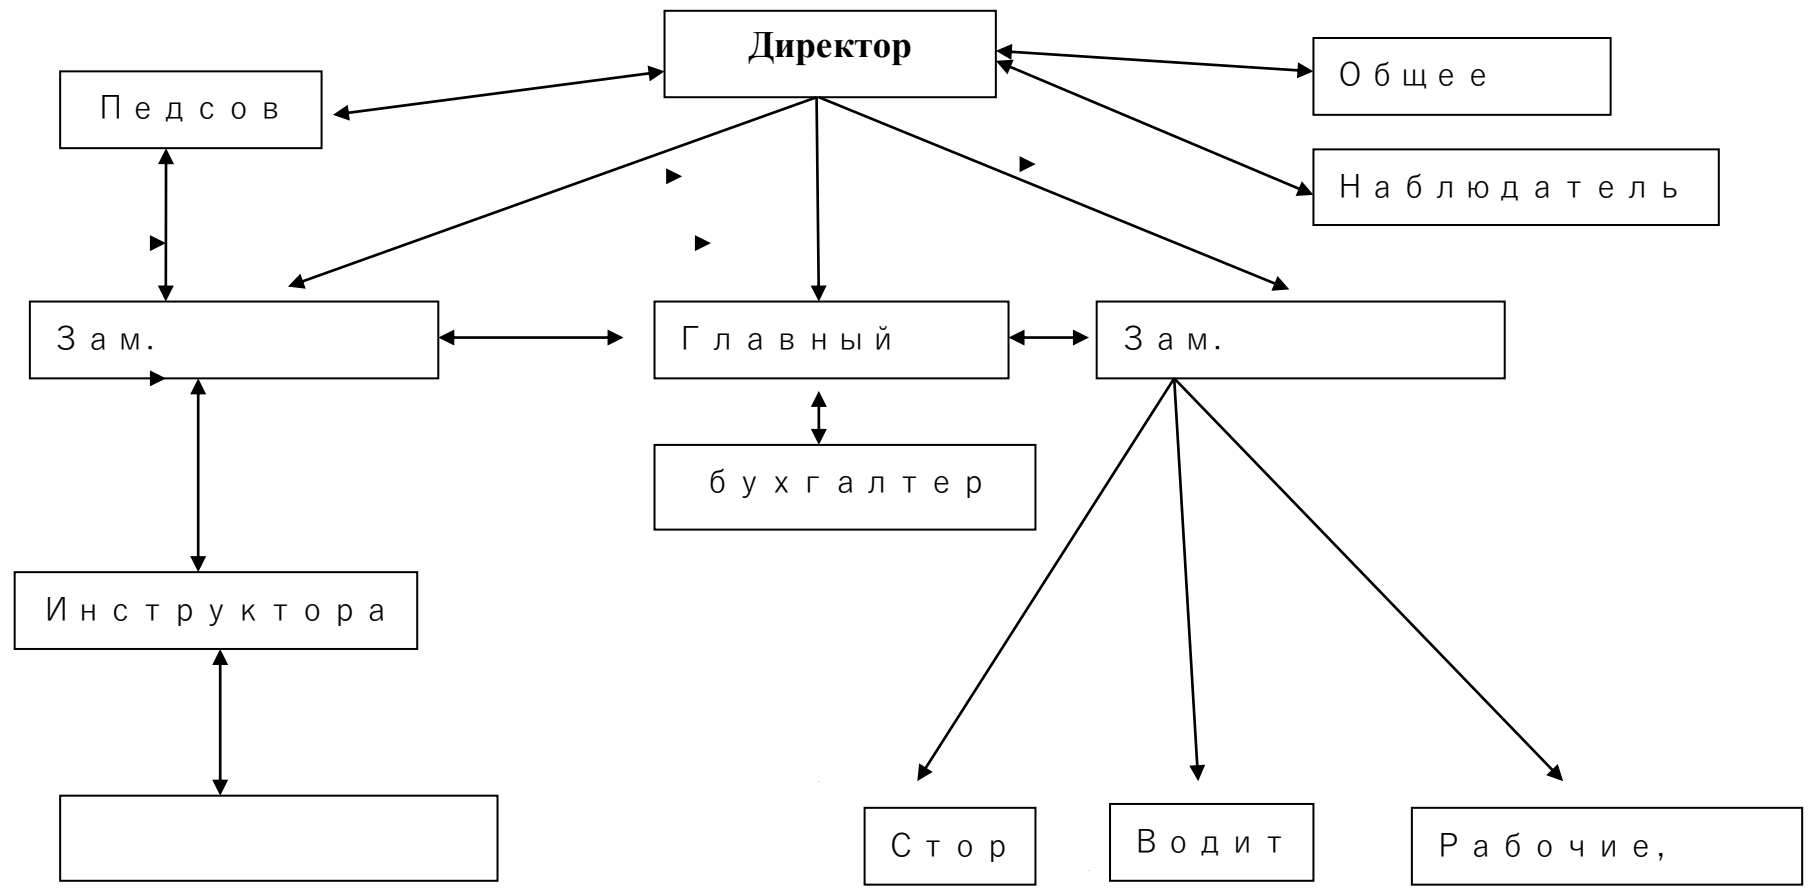 Директор
Общее
Педсов
Наблюдатель
Зам.
Главный
Зам.
бухгалтер
Инструктора
Стор
Водит
Рабочие,